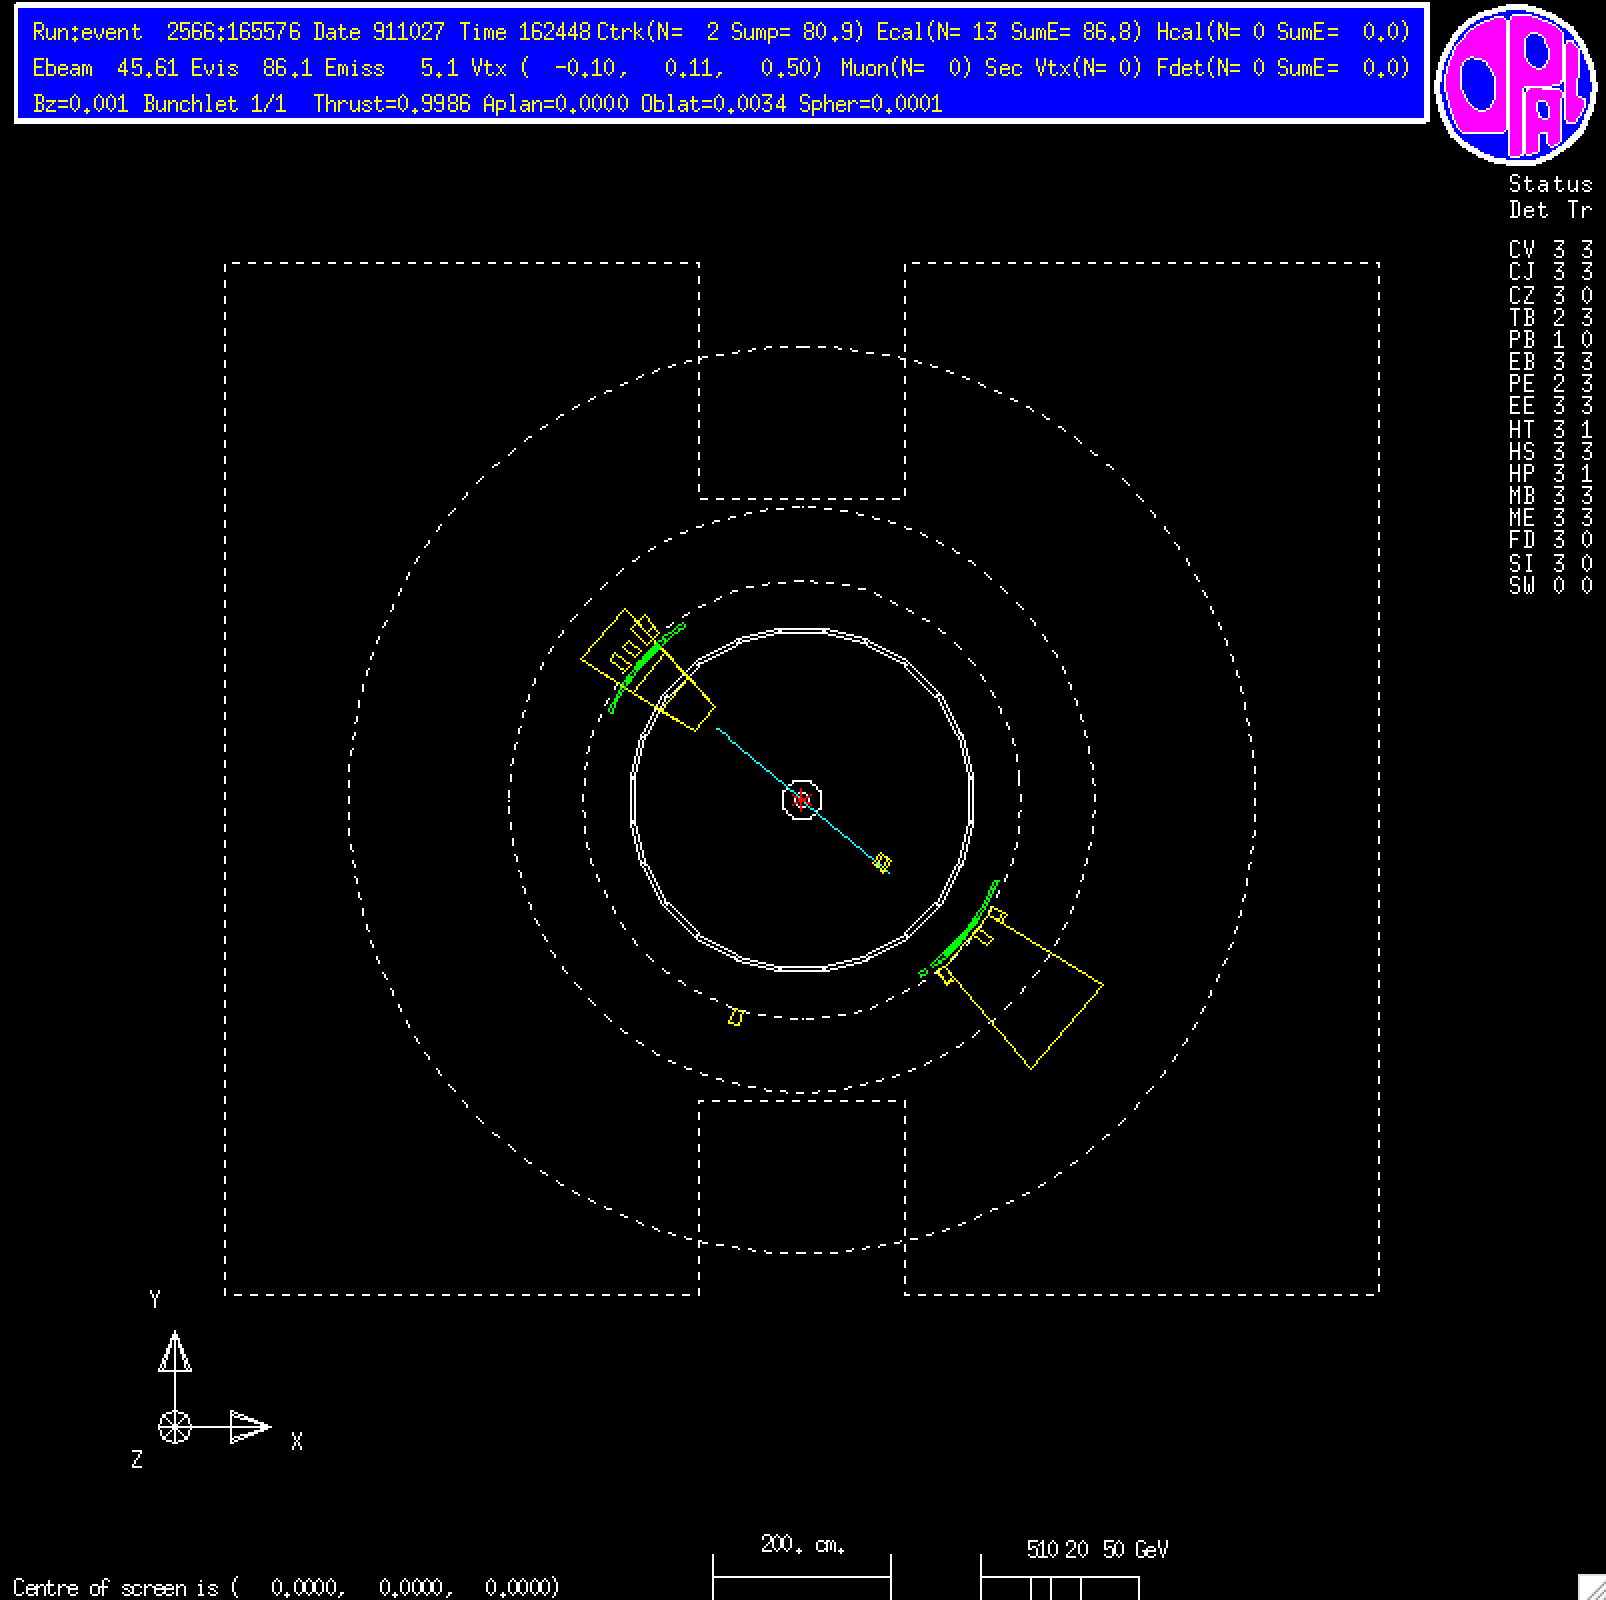 Run:event 2566:165576 Date 911027 Time 162448 Ctrk(N= 2 Sump= 80.9) Ecal(N= 13 SumE= 86.8) Hcal(N= 0 SumE= 0.0)
Ebeam 45.61 Evis 86.1 Emiss 5.1 Vtx ( -0.10, 0.11, 0.50) Muon(N= 0) Sec Vtx(N= 0) Fdet(N= 0 SumE= 0.0)
Bz=0.001 Bunchlet 1/1 Thrust=0.9986 Aplan=0.0000 Oblat=0.0034 Spher=0.0001
OPAL
Status
Det Tr
CV 3 3
CJ 3 3
CZ 3 0
TB 2 3
PB 1 0
EB 3 3
PE 2 3
EE 3 3
HT 3 1
HS 3 3
HP 3 1
MB 3 3
ME 3 3
FD 3 0
SI 3 0
SW 0 0
Y
X
Z
200. cm.
5 10 20 50 GeV
Centre of screen is ( 0.0000, 0.0000, 0.0000)